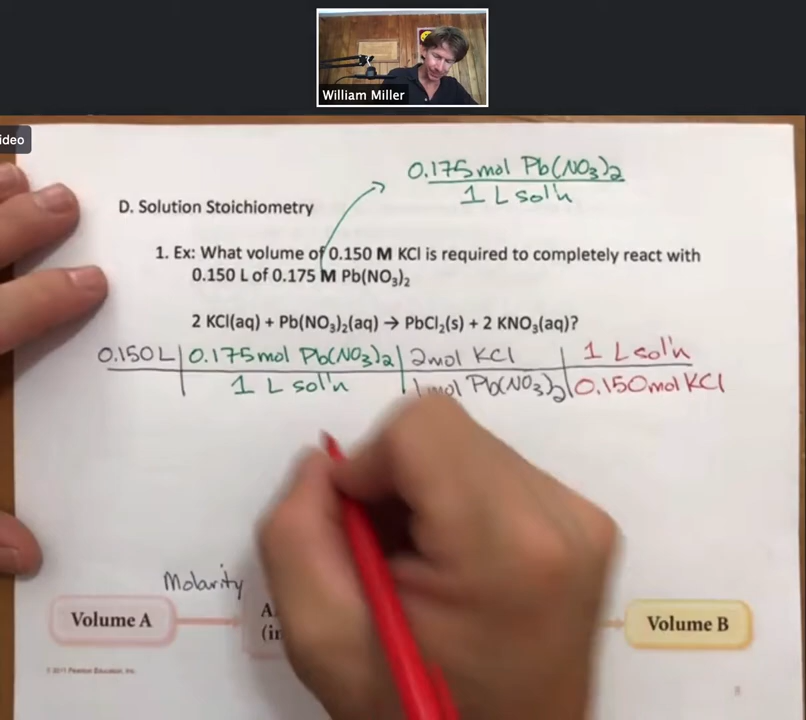 William Miller
ideo
0.175 mol Pb(NO3)2
1 L sol'n
D. Solution Stoichiometry
1. Ex: What volume of 0.150 M KCl is required to completely react with
0.150 L of 0.175 M Pb(NO3)2
2 KCl(aq) + Pb(NO3)2(aq) → PbCl2(s) + 2 KNO3(aq)?
0.150 L | 0.175 mol Pb(NO3)2 | 2 mol KCl | 1 L sol'n
1 L sol'n | 1 mol Pb(NO3)2 | 0.150 mol KCl
Molarity
Volume A
Volume B